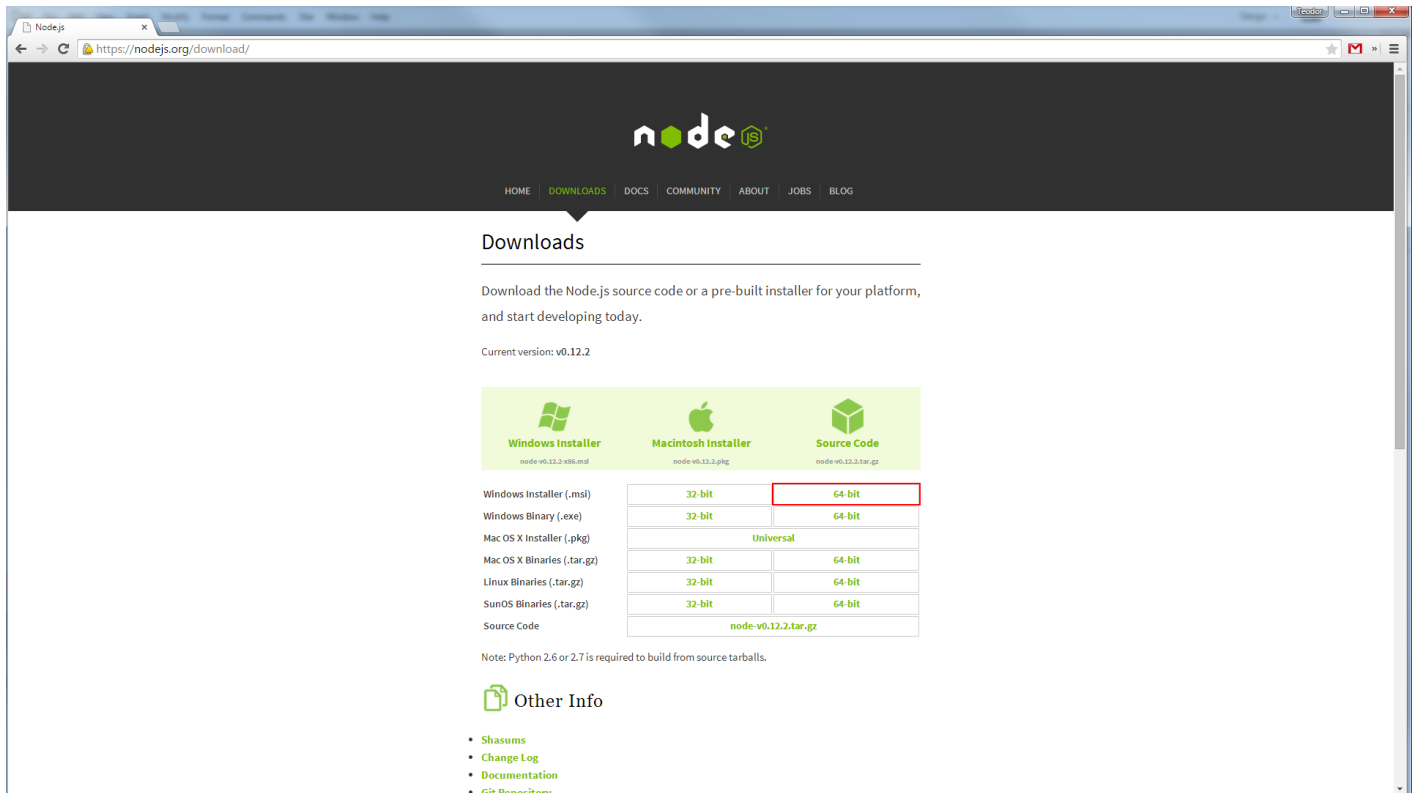 Node.js
Teodor
https://nodejs.org/download/
node JS
HOME DOWNLOADS DOCS COMMUNITY ABOUT JOBS BLOG
Downloads
Download the Node.js source code or a pre-built installer for your platform,
and start developing today.
Current version: v0.12.2
Windows Installer Macintosh Installer Source Code
node-v0.12.2-x86.msi node-v0.12.2.pkg node-v0.12.2.tar.gz
Windows Installer (.msi) 32-bit 64-bit
Windows Binary (.exe) 32-bit 64-bit
Mac OS X Installer (.pkg) Universal
Mac OS X Binaries (.tar.gz) 32-bit 64-bit
Linux Binaries (.tar.gz) 32-bit 64-bit
SunOS Binaries (.tar.gz) 32-bit 64-bit
Source Code node-v0.12.2.tar.gz
Note: Python 2.6 or 2.7 is required to build from source tarballs.
Other Info
Shasums
Change Log
Documentation
Git Repository